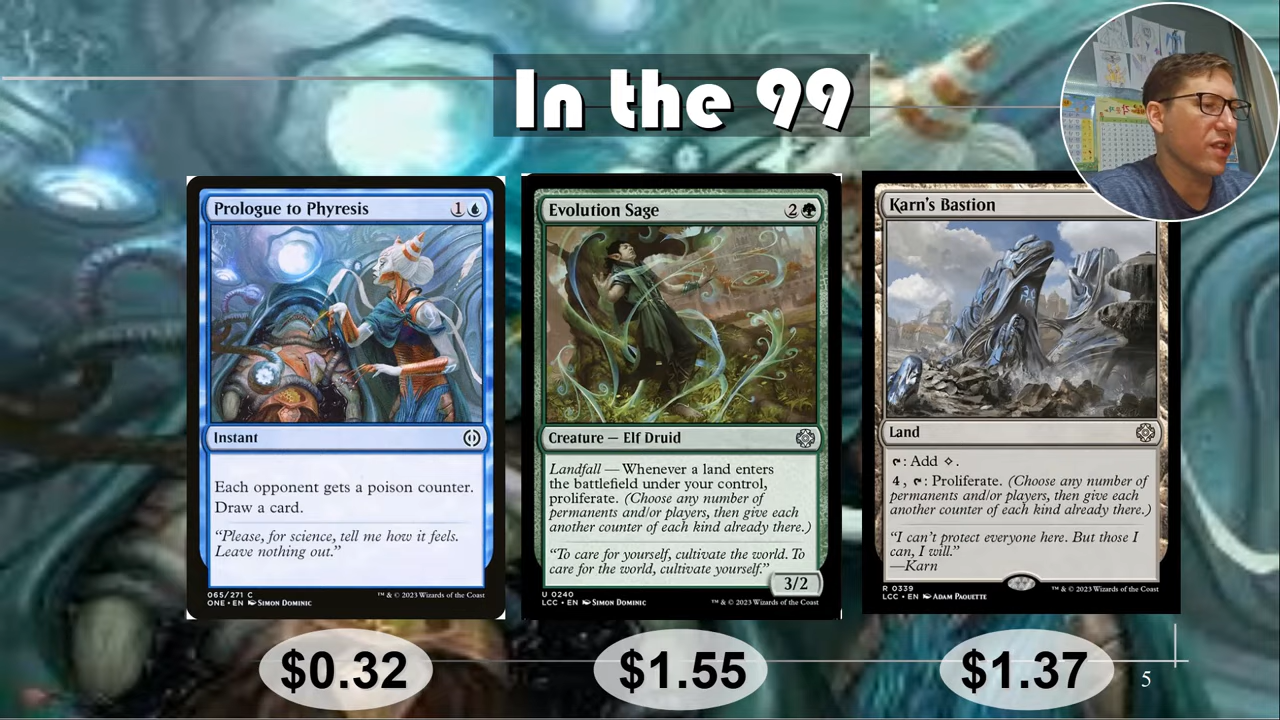 In the 99
Prologue to Phyresis 1
Instant
Each opponent gets a poison counter.
Draw a card.
“Please, for science, tell me how it feels.
Leave nothing out.”
065/271 C
ONE • EN SIMON DOMINIC
™ & © 2023 Wizards of the Coast
$0.32
Evolution Sage 2
Creature — Elf Druid
Landfall — Whenever a land enters
the battlefield under your control,
proliferate. (Choose any number of
permanents and/or players, then give each
another counter of each kind already there.)
“To care for yourself, cultivate the world. To
care for the world, cultivate yourself.”
3/2
U 0240
LCC • EN SIMON DOMINIC
™ & © 2023 Wizards of the Coast
$1.55
Karn's Bastion
Land
: Add .
4 , : Proliferate. (Choose any number of
permanents and/or players, then give each
another counter of each kind already there.)
“I can't protect everyone here. But those I
can, I will.”
—Karn
R 0339
LCC • EN ADAM PAQUETTE
™ & © 2023 Wizards of the Coast
$1.37
5